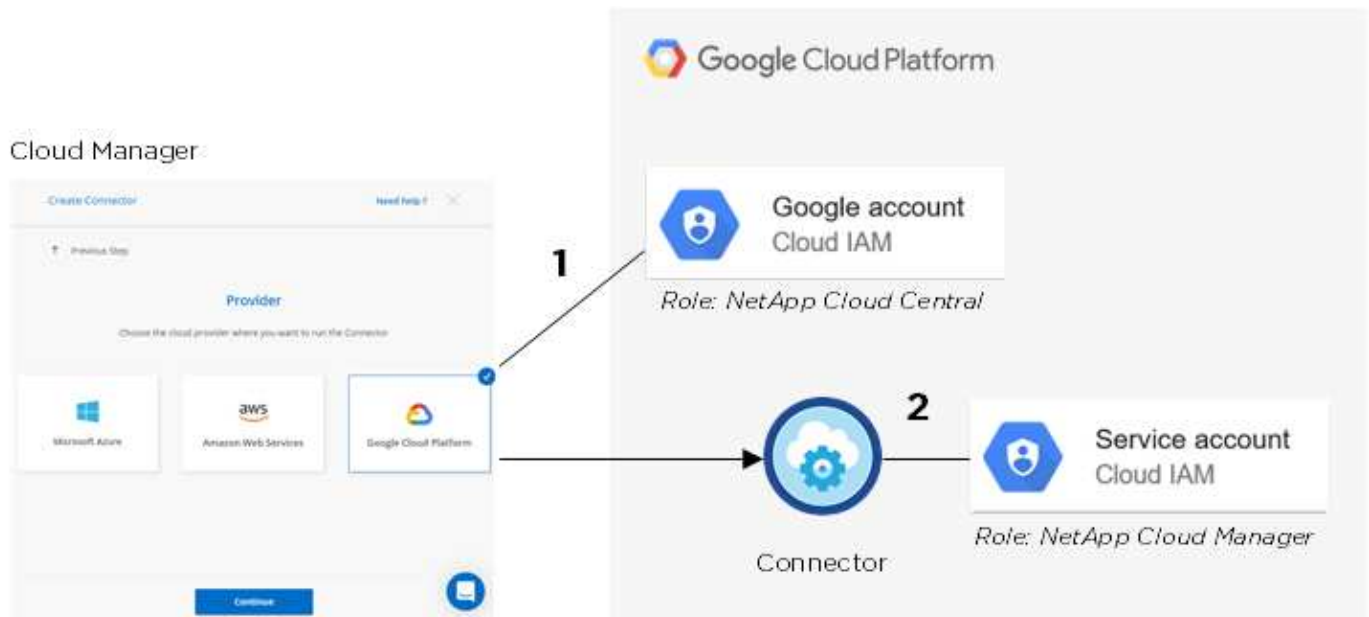 Google Cloud Platform
Cloud Manager
Create Connector
Need help?
Previous Step
Provider
Choose the cloud provider where you want to run the Connector
Microsoft Azure
aws
Amazon Web Services
Google Cloud Platform
Continue
1
Google account
Cloud IAM
Role: NetApp Cloud Central
2
Connector
Service account
Cloud IAM
Role: NetApp Cloud Manager